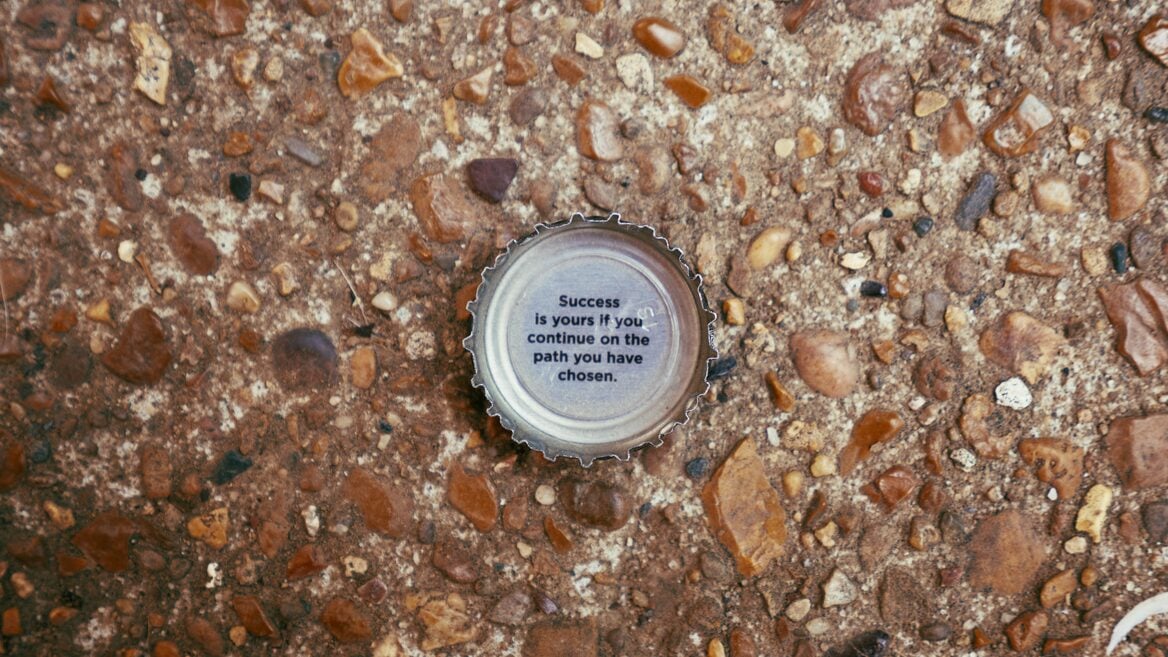 Success
is yours if you
continue on the
path you have
chosen.